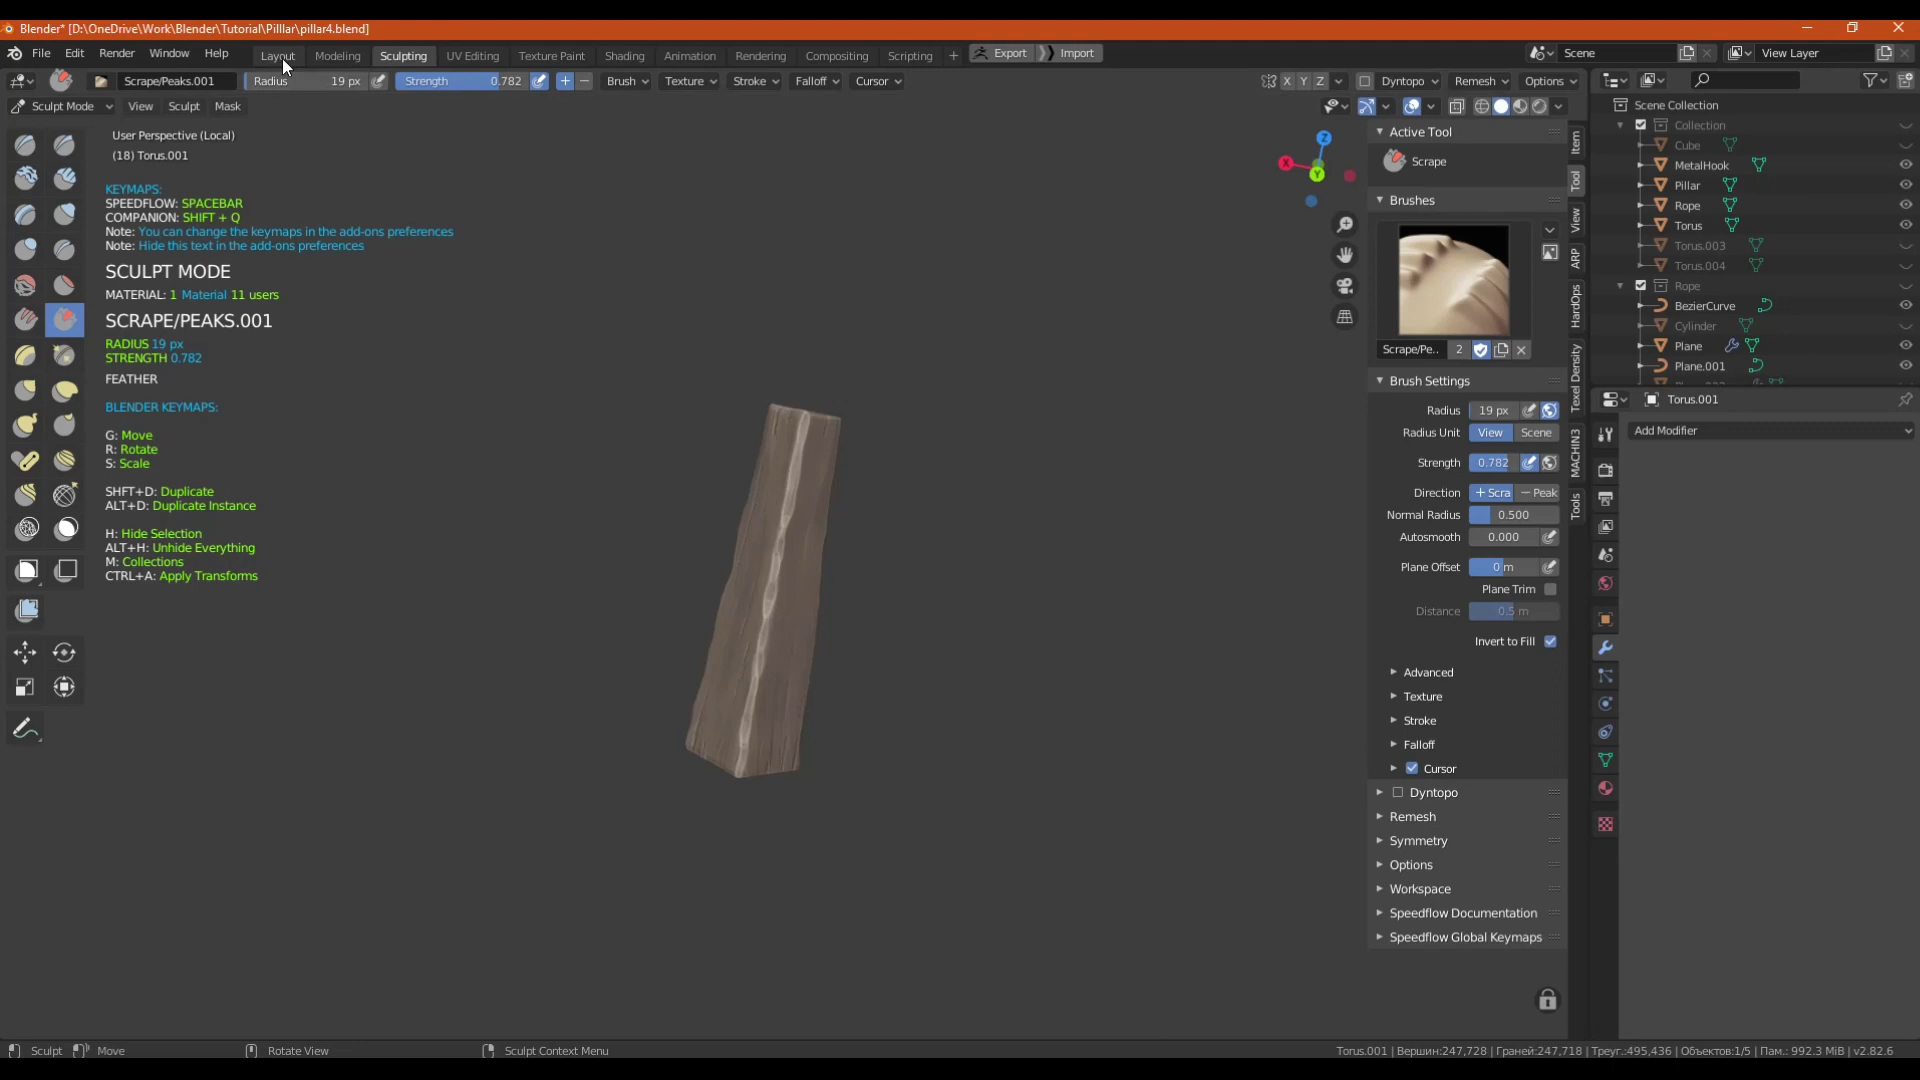 Blender* [D:\OneDrive\Work\Blender\Tutorial\Pilllar\pillar4.blend]
File Edit Render Window Help Layout Modeling Sculpting UV Editing Texture Paint Shading Animation Rendering Compositing Scripting + Export Import Scene View Layer
Scrape/Peaks.001 Radius 19 px Strength 0.782 Brush Texture Stroke Falloff Cursor X Y Z Dyntopo Remesh Options
Sculpt Mode View Sculpt Mask
User Perspective (Local)
(18) Torus.001
KEYMAPS:
SPEEDFLOW: SPACEBAR
COMPANION: SHIFT + Q
Note: You can change the keymaps in the add-ons preferences
Note: Hide this text in the add-ons preferences
SCULPT MODE
MATERIAL: 1 Material 11 users
SCRAPE/PEAKS.001
RADIUS 19 px
STRENGTH 0.782
FEATHER
BLENDER KEYMAPS:
G: Move
R: Rotate
S: Scale
SHFT+D: Duplicate
ALT+D: Duplicate Instance
H: Hide Selection
ALT+H: Unhide Everything
M: Collections
CTRL+A: Apply Transforms
Z
X
Y
Active Tool
Scrape
Brushes
Scrape/Pe.. 2
Brush Settings
Radius 19 px
Radius Unit View Scene
Strength 0.782
Direction + Scra − Peak
Normal Radius 0.500
Autosmooth 0.000
Plane Offset 0 m
Plane Trim
Distance 0.5 m
Invert to Fill
Advanced
Texture
Stroke
Falloff
Cursor
Dyntopo
Remesh
Symmetry
Options
Workspace
Speedflow Documentation
Speedflow Global Keymaps
Item
Tool
View
ARP
HardOps
Texel Density
MACHIN3
Tools
Scene Collection
Collection
Cube
MetalHook
Pillar
Rope
Torus
Torus.003
Torus.004
Rope
BezierCurve
Cylinder
Plane
Plane.001
Torus.001
Add Modifier
Sculpt Move Rotate View Sculpt Context Menu Torus.001 | Вершин:247,728 | Граней:247,718 | Треуг.:495,436 | Объектов:1/5 | Пам.: 992.3 MiB | v2.82.6